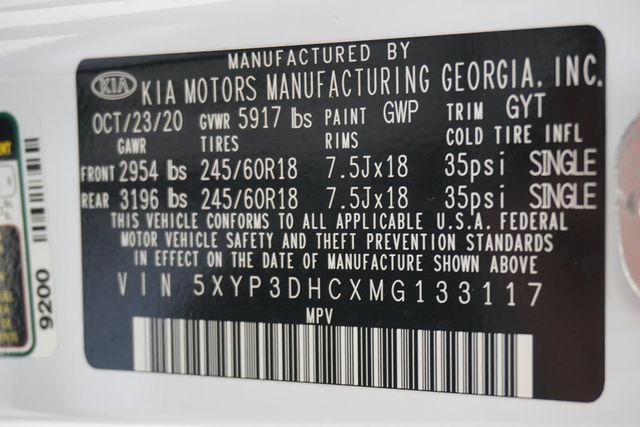 MANUFACTURED BY
KIA KIA MOTORS MANUFACTURING GEORGIA, INC.
OCT/23/20 GVWR 5917 lbs PAINT GWP TRIM GYT
GAWR TIRES RIMS COLD TIRE INFL
FRONT 2954 lbs 245/60R18 7.5Jx18 35psi SINGLE
REAR 3196 lbs 245/60R18 7.5Jx18 35psi SINGLE
THIS VEHICLE CONFORMS TO ALL APPLICABLE U.S.A. FEDERAL
MOTOR VEHICLE SAFETY AND THEFT PREVENTION STANDARDS
IN EFFECT ON THE DATE OF MANUFACTURE SHOWN ABOVE
VIN 5XYP3DHCXMG133117
MPV
9200